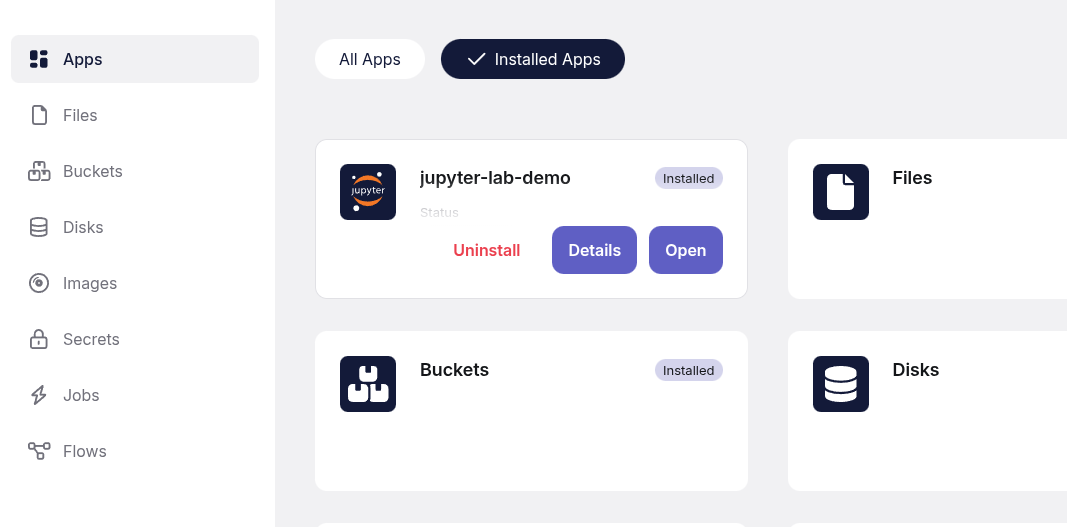 Apps
Files
Buckets
Disks
Images
Secrets
Jobs
Flows
All Apps
Installed Apps
jupyter
jupyter-lab-demo
Installed
Status
Uninstall
Details
Open
Files
Buckets
Installed
Disks